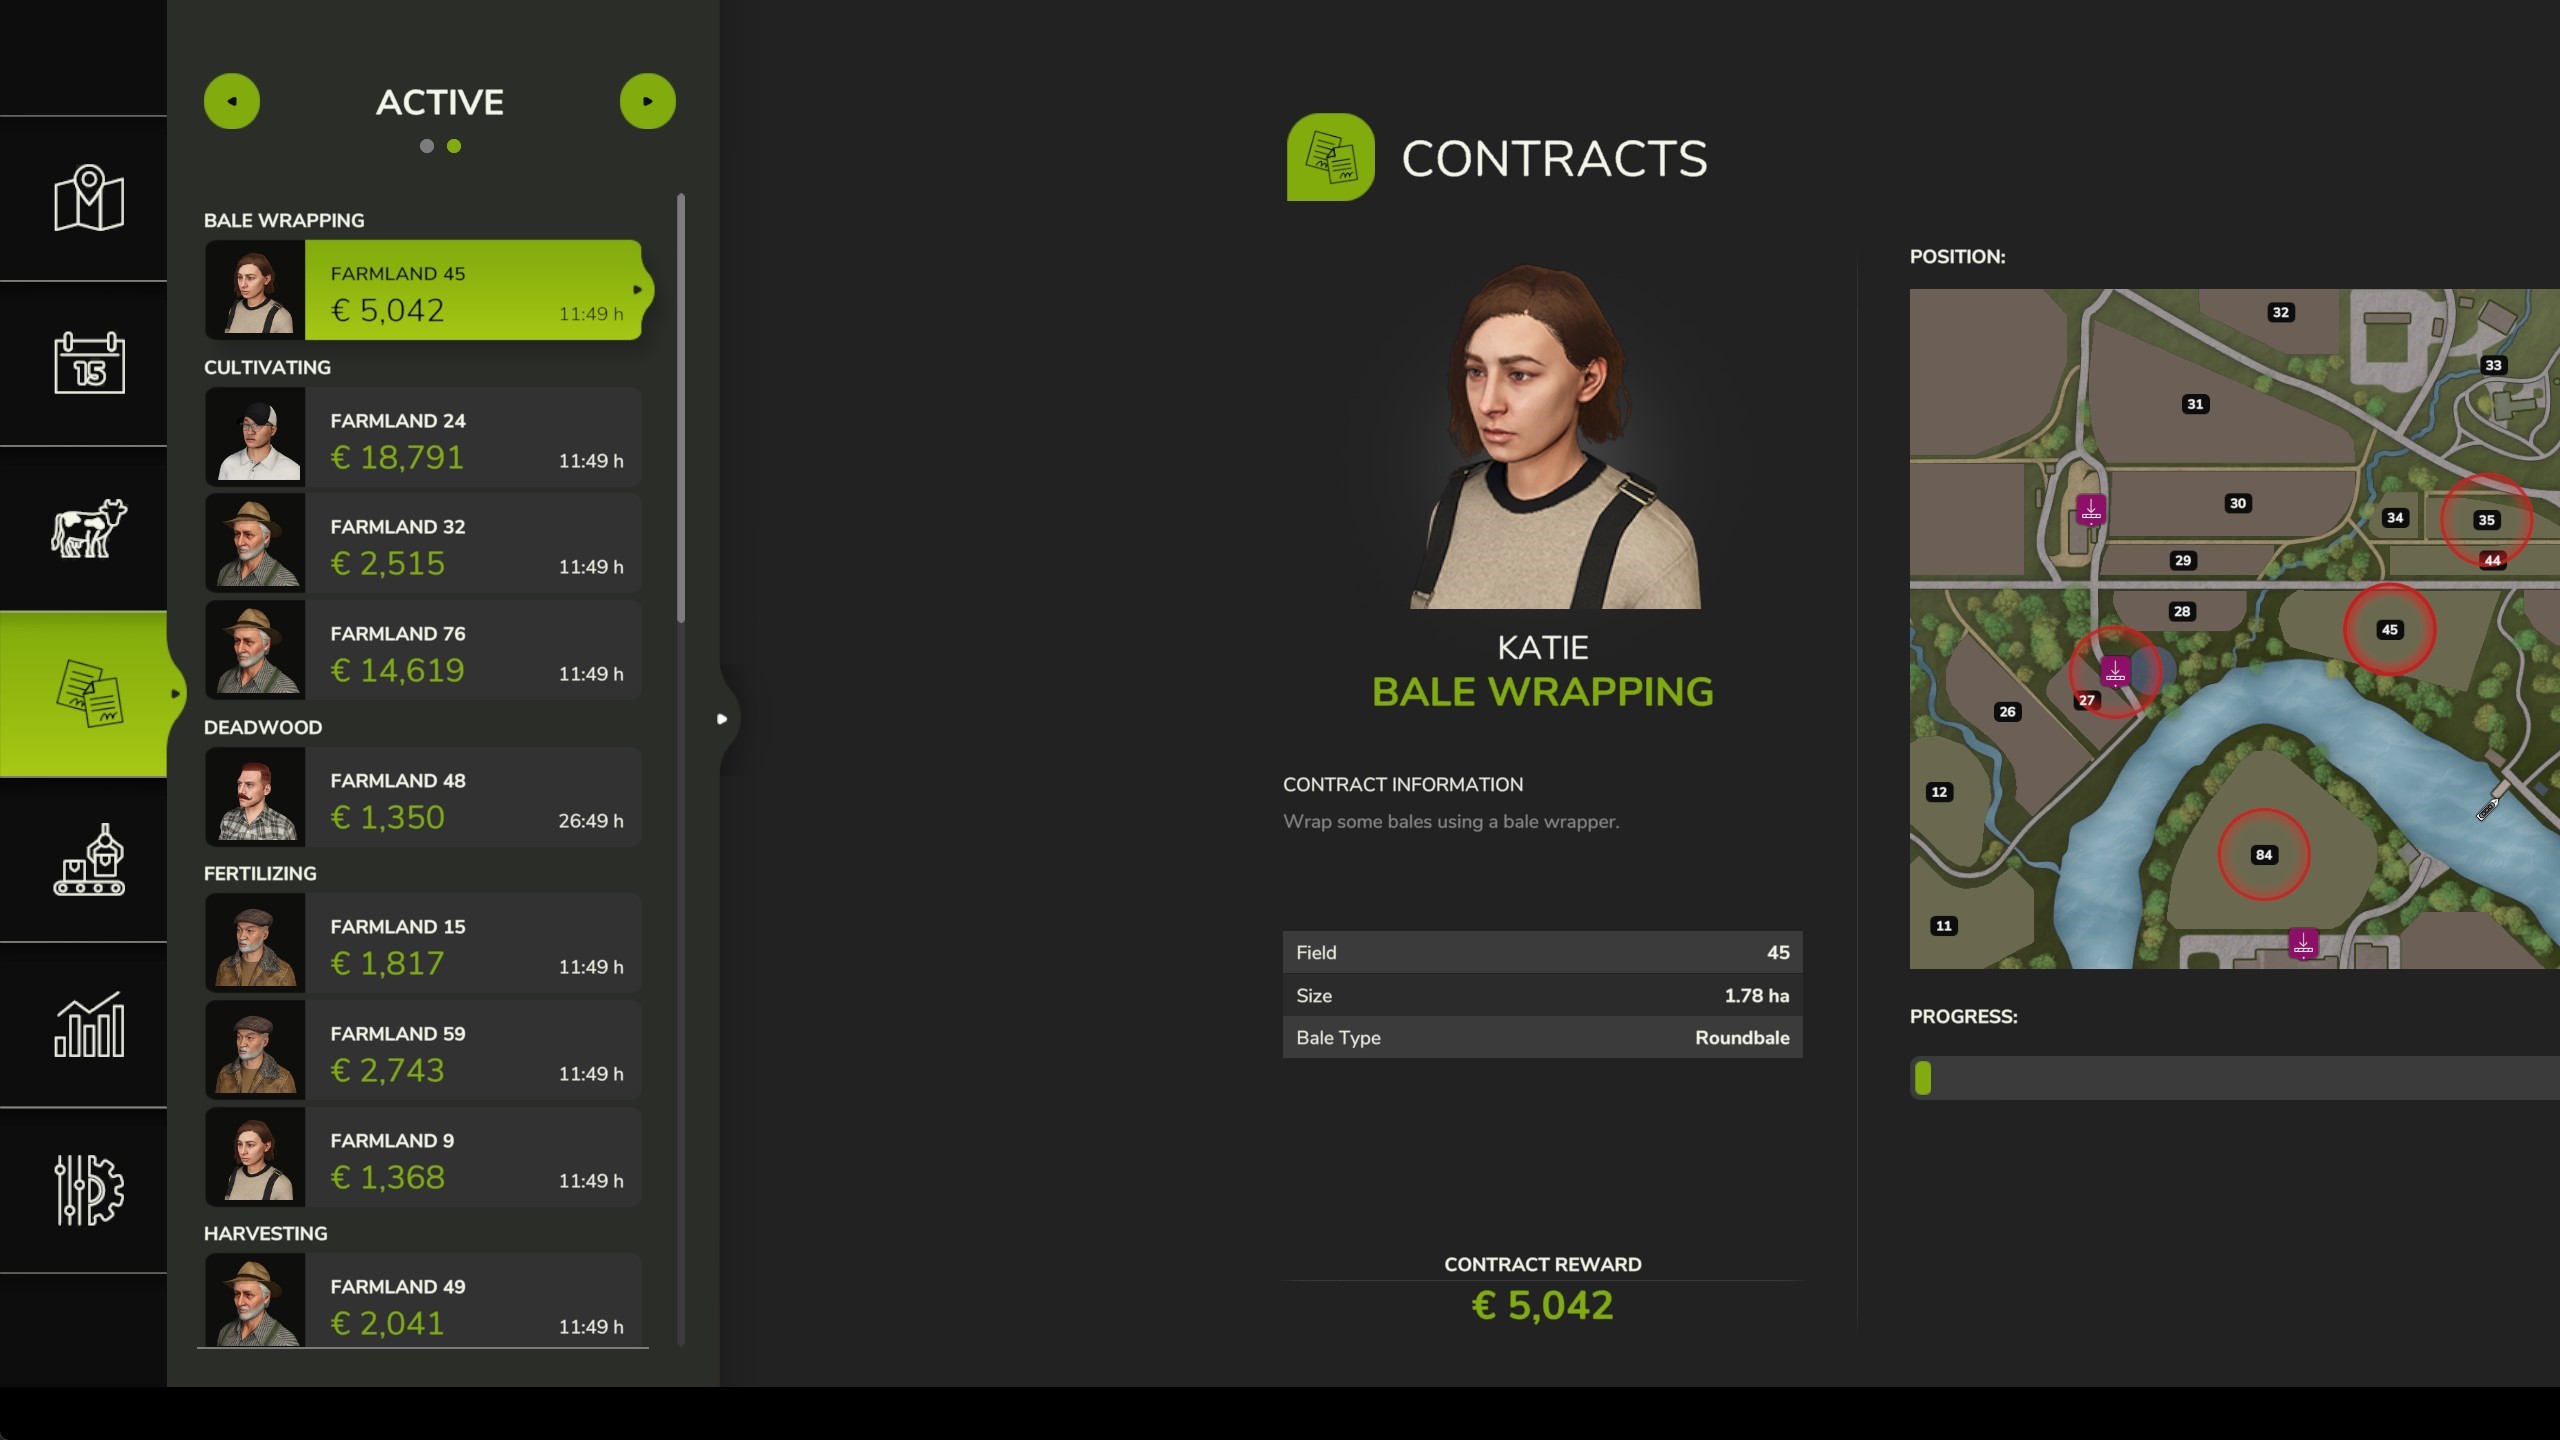 ACTIVE
BALE WRAPPING
FARMLAND 45
€ 5,042
11:49 h
CULTIVATING
FARMLAND 24
€ 18,791
11:49 h
FARMLAND 32
€ 2,515
11:49 h
FARMLAND 76
€ 14,619
11:49 h
DEADWOOD
FARMLAND 48
€ 1,350
26:49 h
FERTILIZING
FARMLAND 15
€ 1,817
11:49 h
FARMLAND 59
€ 2,743
11:49 h
FARMLAND 9
€ 1,368
11:49 h
HARVESTING
FARMLAND 49
€ 2,041
11:49 h
15
CONTRACTS
KATIE
BALE WRAPPING
CONTRACT INFORMATION
Wrap some bales using a bale wrapper.
Field 45
Size 1.78 ha
Bale Type Roundbale
CONTRACT REWARD
€ 5,042
POSITION:
32
33
31
30
34
35
29
44
28
45
27
26
12
84
11
PROGRESS: